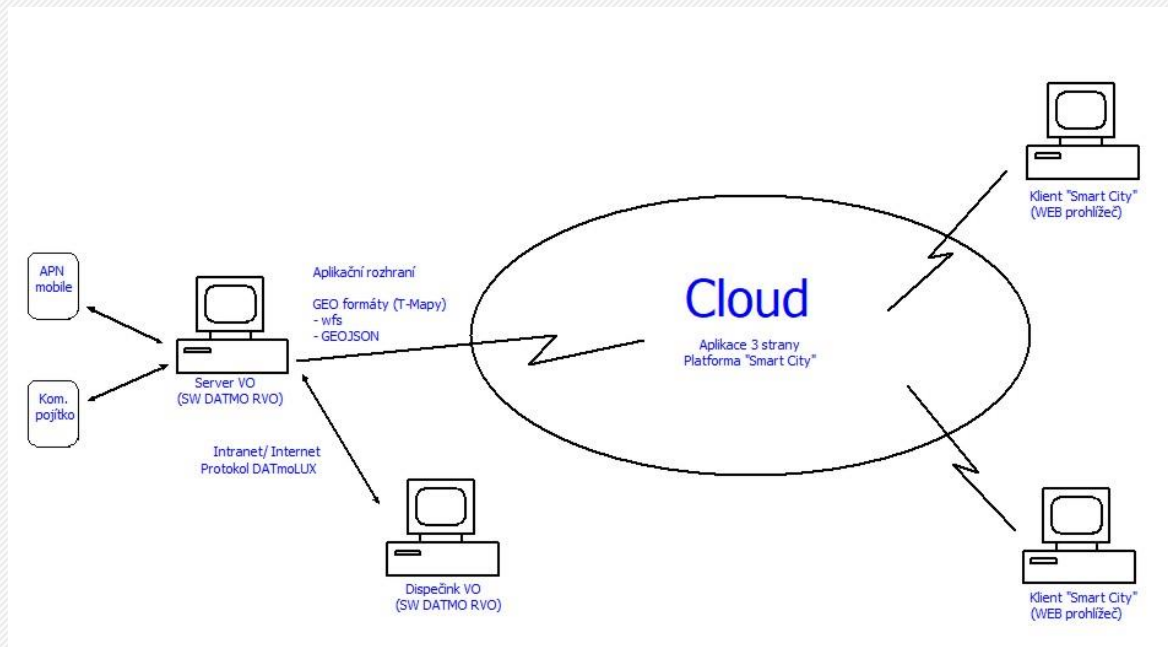 APN
mobile
Kom.
pojítko
Server VO
(SW DATMO RVO)
Aplikační rozhraní
GEO formáty (T-Mapy)
- wfs
- GEOJSON
Intranet/ Internet
Protokol DATmoLUX
Dispečink VO
(SW DATMO RVO)
Cloud
Aplikace 3 strany
Platforma "Smart City"
Klient "Smart City"
(WEB prohlížeč)
Klient "Smart City"
(WEB prohlížeč)